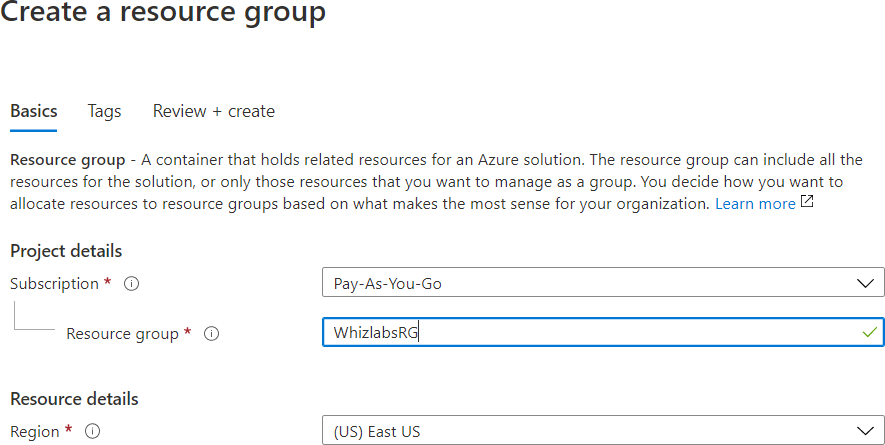 Create a resource group
Basics Tags Review + create
Resource group - A container that holds related resources for an Azure solution. The resource group can include all the
resources for the solution, or only those resources that you want to manage as a group. You decide how you want to
allocate resources to resource groups based on what makes the most sense for your organization. Learn more
Project details
Subscription * Pay-As-You-Go
Resource group * WhizlabsRG
Resource details
Region * (US) East US